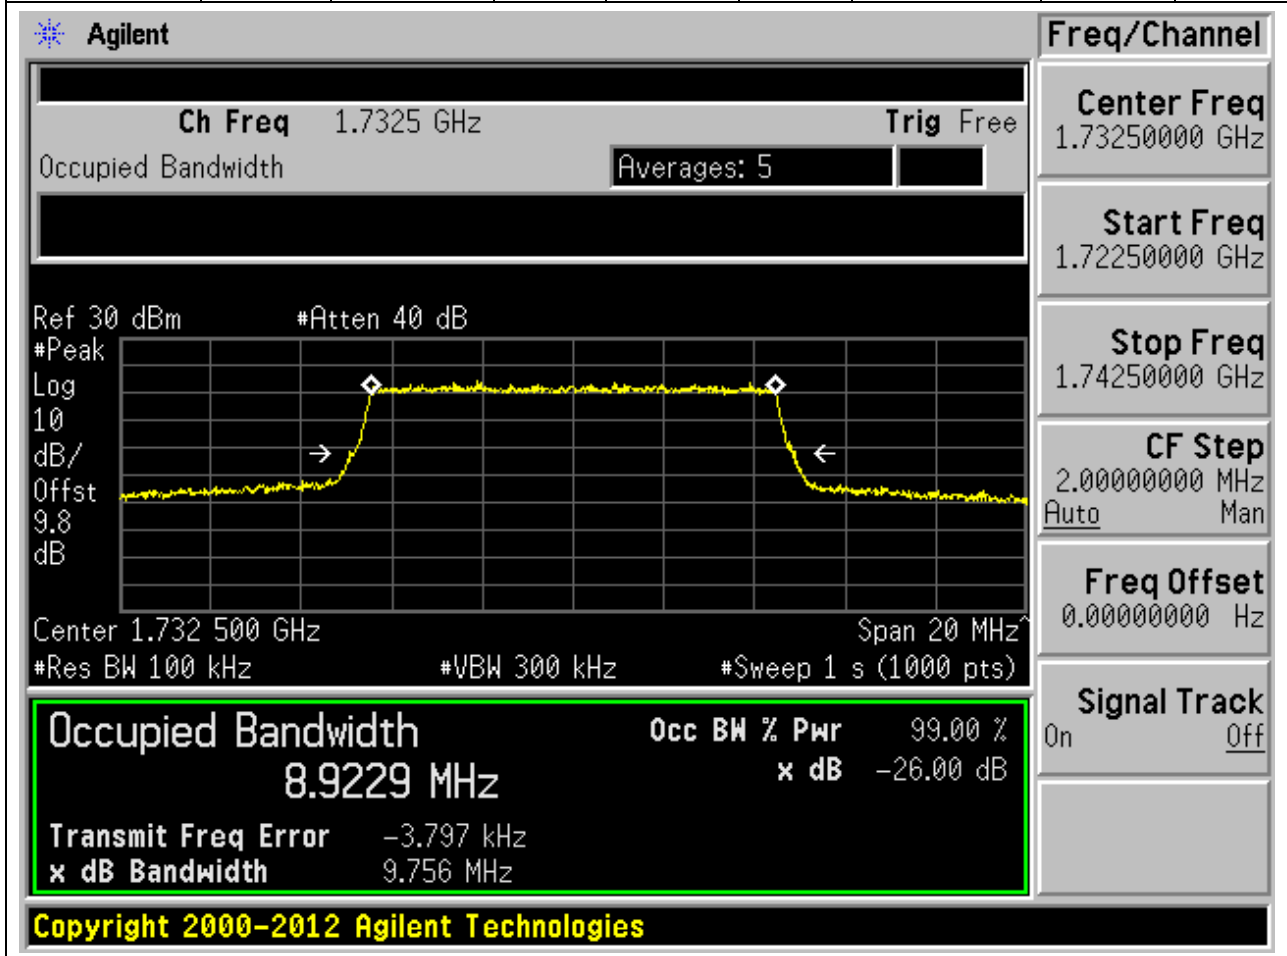 Agilent
Freq/Channel
Ch Freq 1.7325 GHz Trig Free
Occupied Bandwidth Averages: 5
Center Freq
1.73250000 GHz
Start Freq
1.72250000 GHz
Stop Freq
1.74250000 GHz
CF Step
2.00000000 MHz
Auto Man
Freq Offset
0.00000000 Hz
Signal Track
On Off
Ref 30 dBm #Atten 40 dB
#Peak
Log
10
dB/
Offst
9.8
dB
Center 1.732 500 GHz Span 20 MHz^
#Res BW 100 kHz #VBW 300 kHz #Sweep 1 s (1000 pts)
Occupied Bandwidth Occ BW % Pwr 99.00 %
8.9229 MHz x dB -26.00 dB
Transmit Freq Error -3.797 kHz
x dB Bandwidth 9.756 MHz
Copyright 2000-2012 Agilent Technologies